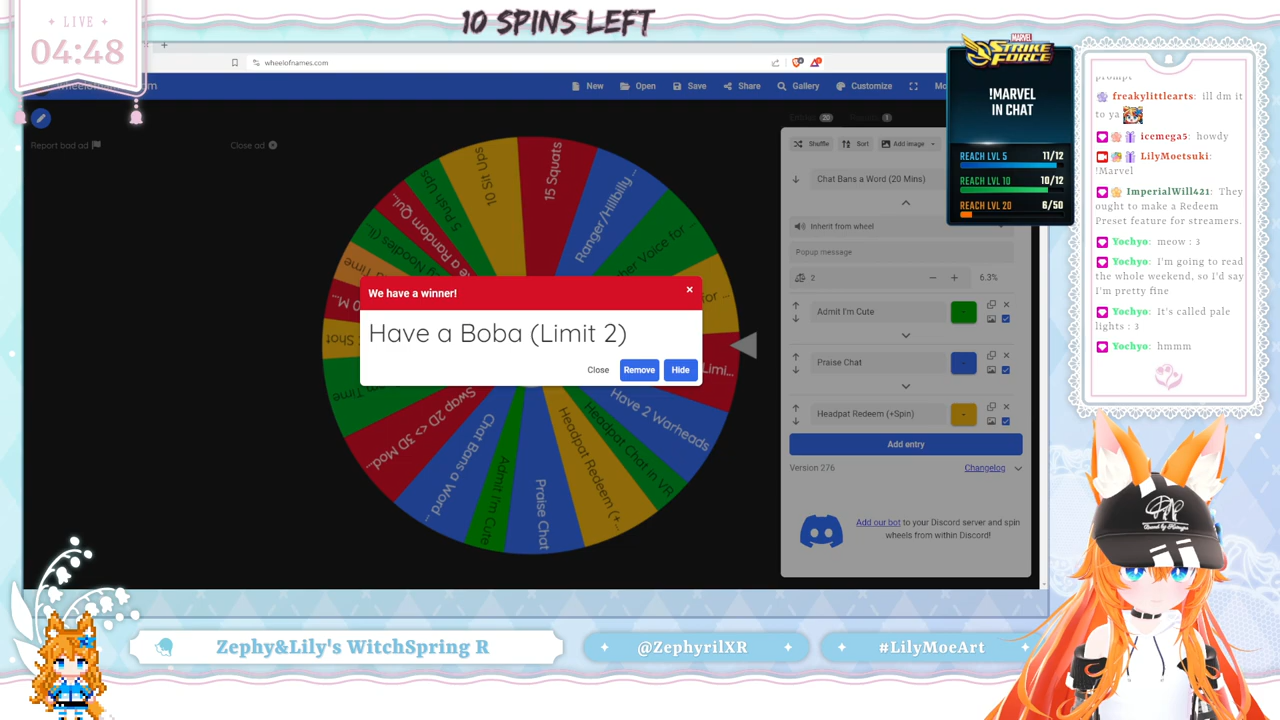 10 SPINS LEFT
LIVE
04:48
wheelofnames.com
New
Open
Save
Share
Gallery
Customize
Report bad ad
Close ad
15 Squats
Ranger/Hillbilly ...
10 Sit Ups
5 Push Ups
Have 2 Warheads
Headpat Chat in VR
Headpat Redeem (+...
Praise Chat
Admit I'm Cute
Chat Bans a Word ...
Swap 2D <> 3D Mod...
We have a winner!
Have a Boba (Limit 2)
Close
Remove
Hide
Entries 20
Results 1
Shuffle
Sort
Add image
Chat Bans a Word (20 Mins)
Inherit from wheel
Popup message
2
6.3%
Admit I'm Cute
Praise Chat
Headpat Redeem (+Spin)
Add entry
Version 276
Changelog
Add our bot to your Discord server and spin
wheels from within Discord!
MARVEL
STRIKE
FORCE
!MARVEL
IN CHAT
REACH LVL 5 11/12
REACH LVL 10 10/12
REACH LVL 20 6/50
prompt
freakylittlearts: ill dm it
to ya
icemega5: howdy
LilyMoetsuki:
!Marvel
ImperialWill421: They
ought to make a Redeem
Preset feature for streamers.
Yochyo: meow : 3
Yochyo: I'm going to read
the whole weekend, so I'd say
I'm pretty fine
Yochyo: It's called pale
lights : 3
Yochyo: hmmm
Zephy&Lily's WitchSpring R
@ZephyrilXR
#LilyMoeArt